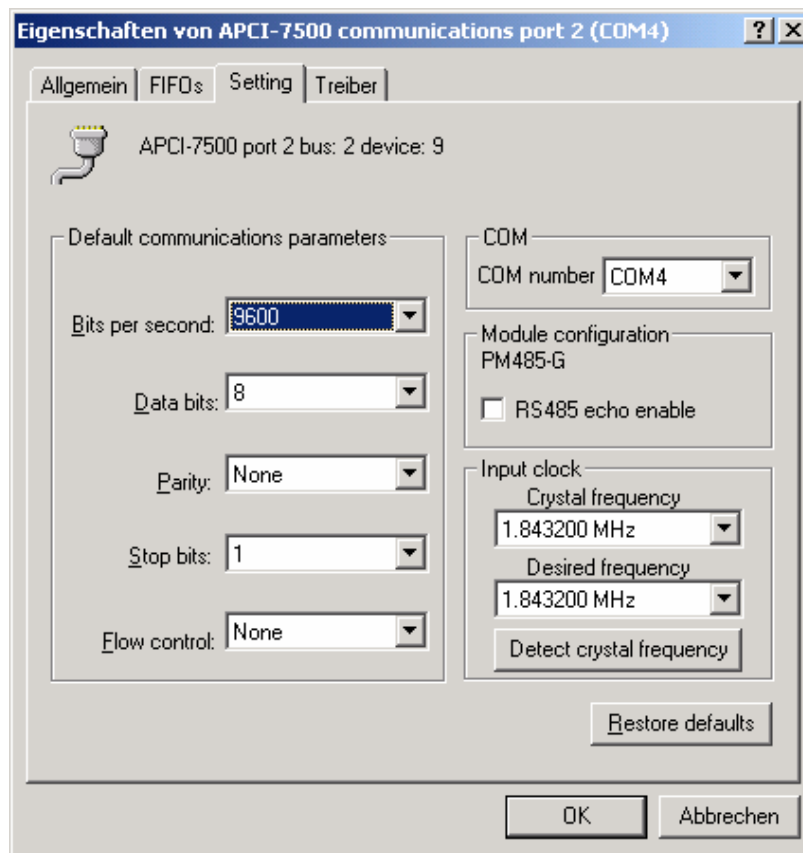 Eigenschaften von APCI-7500 communications port 2 (COM4)
Allgemein
FIFOs
Setting
Treiber
APCI-7500 port 2 bus: 2 device: 9
Default communications parameters
Bits per second: 9600
Data bits: 8
Parity: None
Stop bits: 1
Flow control: None
COM
COM number COM4
Module configuration
PM485-G
RS485 echo enable
Input clock
Crystal frequency
1.843200 MHz
Desired frequency
1.843200 MHz
Detect crystal frequency
Restore defaults
OK
Abbrechen